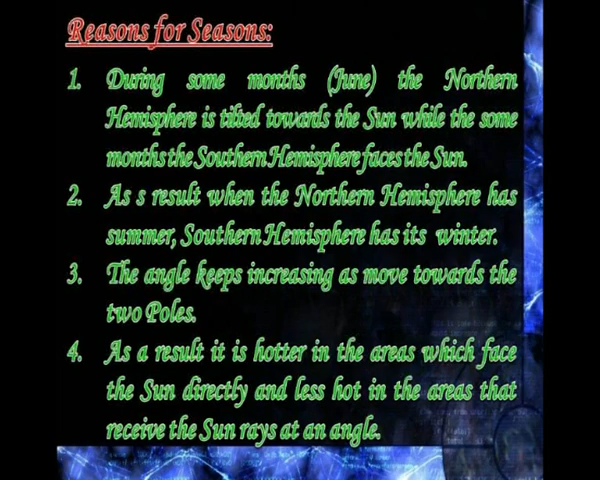 Reasons for Seasons:
1. During some months (June) the Northern
Hemisphere is tilted towards the Sun while the some
months the Southern Hemisphere faces the Sun.
2. As s result when the Northern Hemisphere has
summer, Southern Hemisphere has its winter.
3. The angle keeps increasing as move towards the
two Poles.
4. As a result it is hotter in the areas which face
the Sun directly and less hot in the areas that
receive the Sun rays at an angle.